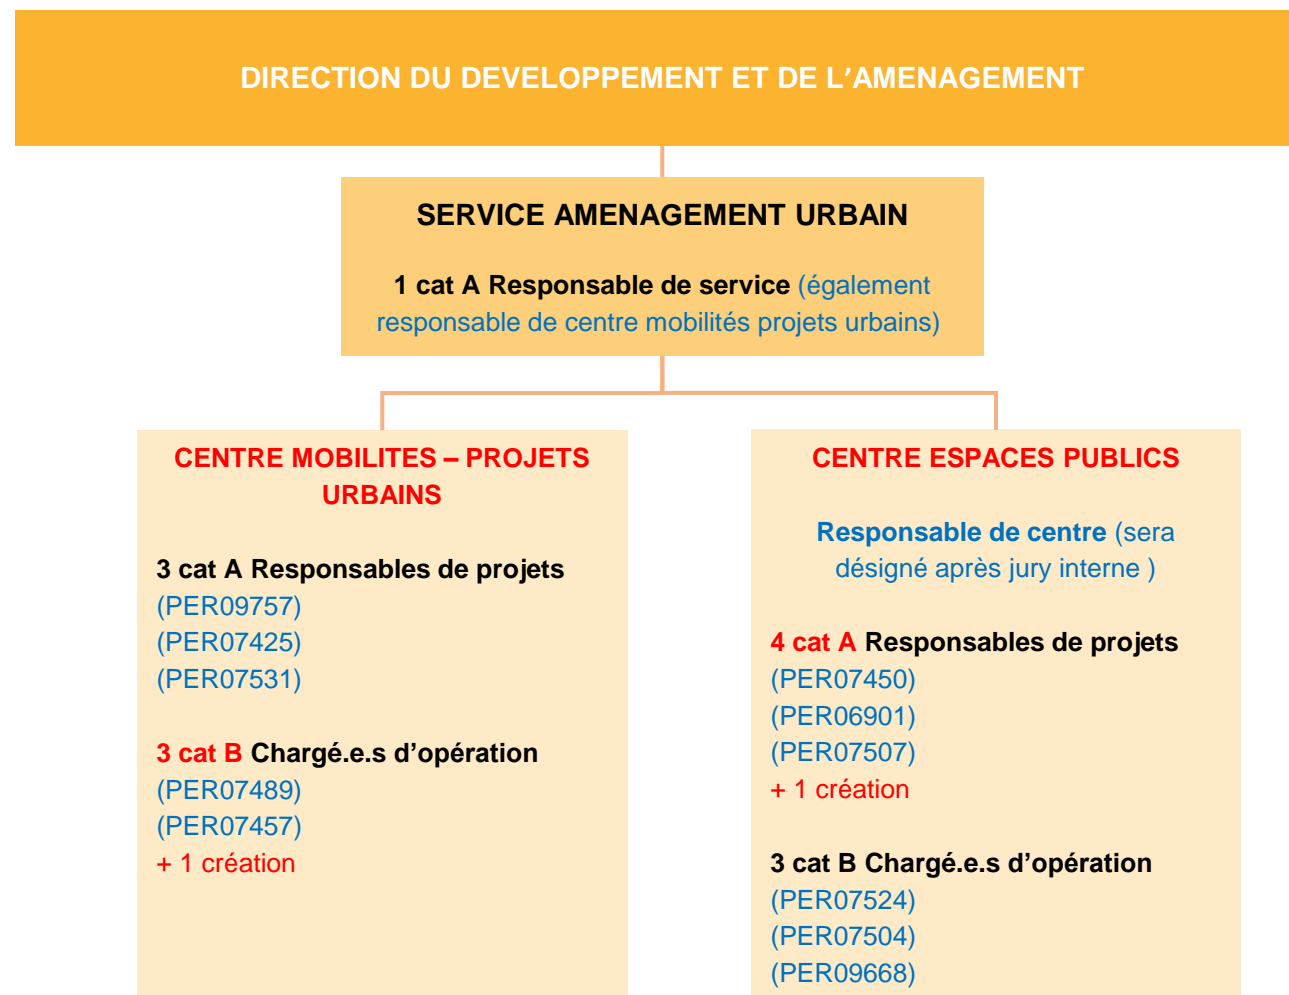 DIRECTION DU DEVELOPPEMENT ET DE L’AMENAGEMENT
SERVICE AMENAGEMENT URBAIN
1 cat A Responsable de service (également
responsable de centre mobilités projets urbains)
CENTRE MOBILITES – PROJETS
URBAINS
3 cat A Responsables de projets
(PER09757)
(PER07425)
(PER07531)
3 cat B Chargé.e.s d’opération
(PER07489)
(PER07457)
+ 1 création
CENTRE ESPACES PUBLICS
Responsable de centre (sera
désigné après jury interne )
4 cat A Responsables de projets
(PER07450)
(PER06901)
(PER07507)
+ 1 création
3 cat B Chargé.e.s d’opération
(PER07524)
(PER07504)
(PER09668)